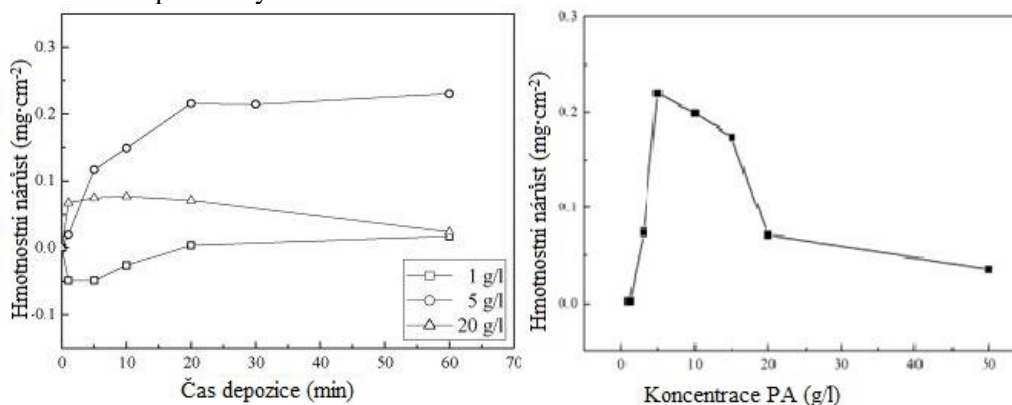 Hmotnostni nárůst (mg·cm⁻²)
0.3
0.2
0.1
0.0
-0.1
1 g/l
5 g/l
20 g/l
0 10 20 30 40 50 60 70
Čas depozice (min)
Hmotnostni nárůst (mg·cm⁻²)
0.3
0.2
0.1
0.0
0 10 20 30 40 50
Koncentrace PA (g/l)